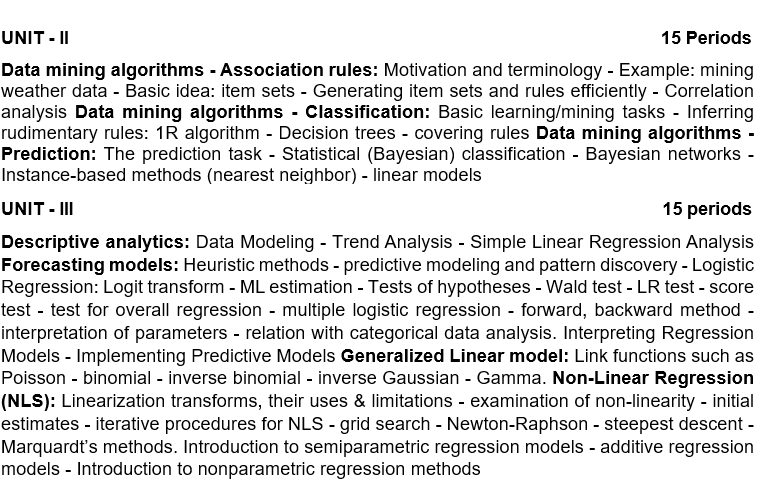 UNIT - II 15 Periods
Data mining algorithms - Association rules: Motivation and terminology - Example: mining
weather data - Basic idea: item sets - Generating item sets and rules efficiently - Correlation
analysis Data mining algorithms - Classification: Basic learning/mining tasks - Inferring
rudimentary rules: 1R algorithm - Decision trees - covering rules Data mining algorithms -
Prediction: The prediction task - Statistical (Bayesian) classification - Bayesian networks -
Instance-based methods (nearest neighbor) - linear models
UNIT - III 15 periods
Descriptive analytics: Data Modeling - Trend Analysis - Simple Linear Regression Analysis
Forecasting models: Heuristic methods - predictive modeling and pattern discovery - Logistic
Regression: Logit transform - ML estimation - Tests of hypotheses - Wald test - LR test - score
test - test for overall regression - multiple logistic regression - forward, backward method -
interpretation of parameters - relation with categorical data analysis. Interpreting Regression
Models - Implementing Predictive Models Generalized Linear model: Link functions such as
Poisson - binomial - inverse binomial - inverse Gaussian - Gamma. Non-Linear Regression
(NLS): Linearization transforms, their uses & limitations - examination of non-linearity - initial
estimates - iterative procedures for NLS - grid search - Newton-Raphson - steepest descent -
Marquardt's methods. Introduction to semiparametric regression models - additive regression
models - Introduction to nonparametric regression methods